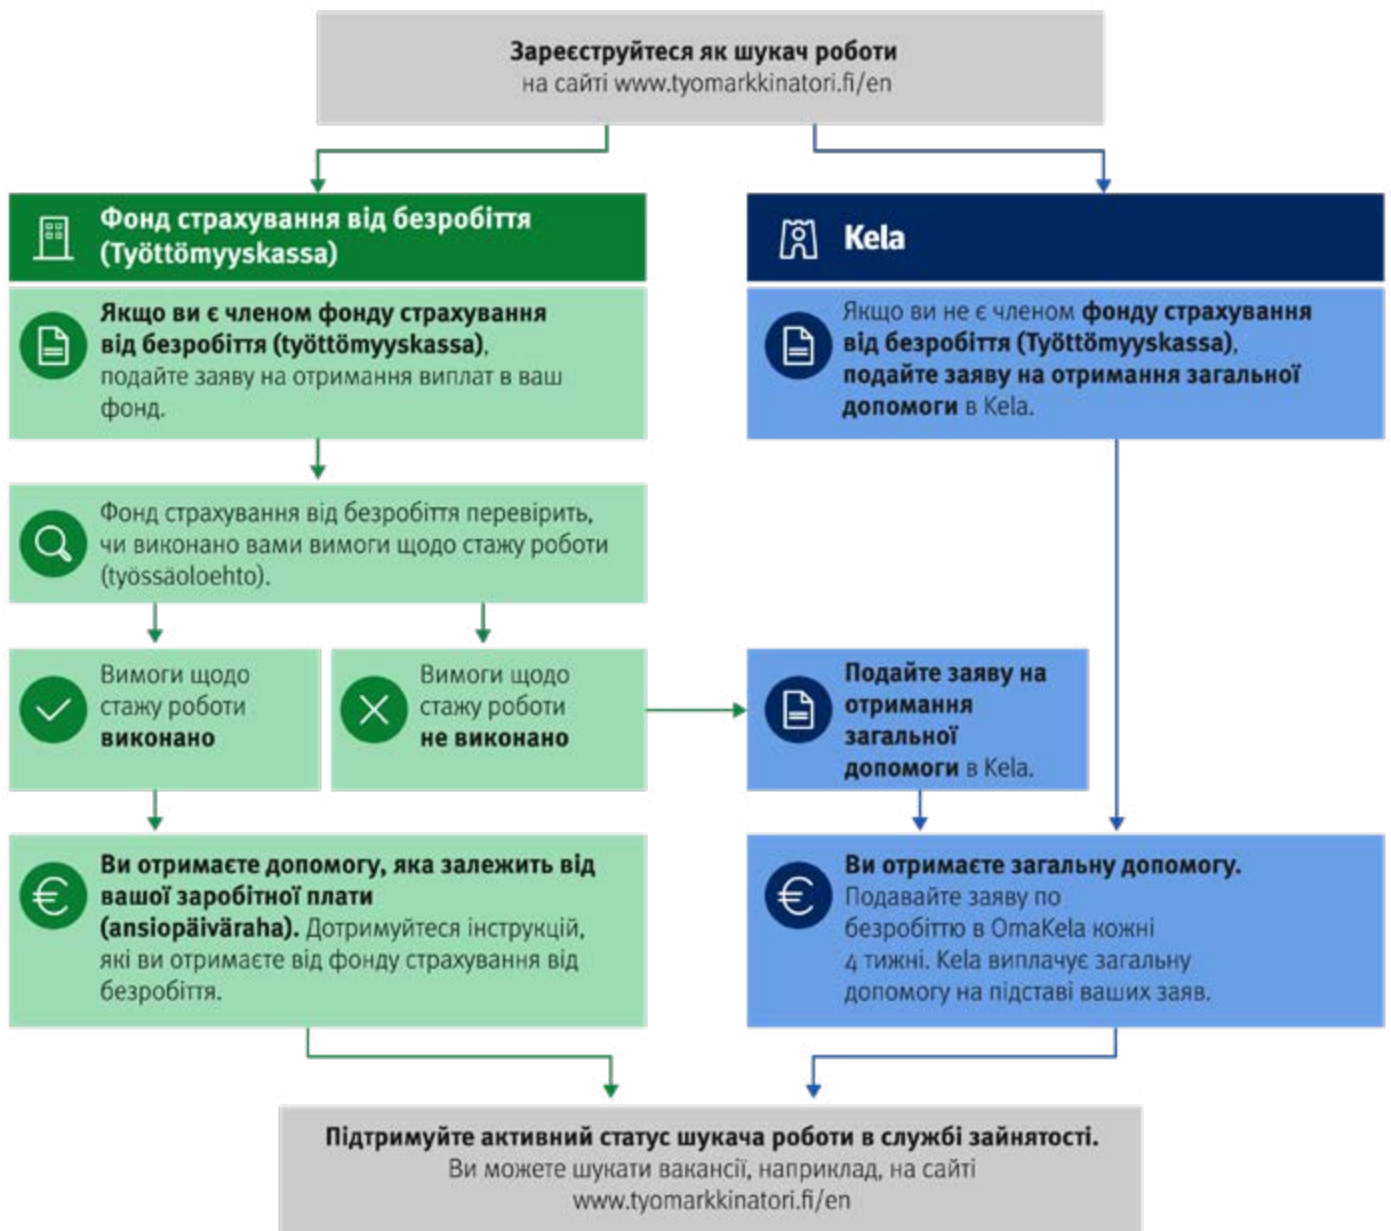 Зареєструйтеся як шукач роботи
на сайті www.tyomarkkinatori.fi/en
Фонд страхування від безробіття
(Työttömyyskassa)
Якщо ви є членом фонду страхування
від безробіття (työttömyyskassa),
подайте заяву на отримання виплат в ваш
фонд.
Фонд страхування від безробіття перевірить,
чи виконано вами вимоги щодо стажу роботи
(työssäoloehto).
Вимоги щодо
стажу роботи
виконано
Вимоги щодо
стажу роботи
не виконано
Ви отримаєте допомогу, яка залежить від
вашої заробітної плати
(ansiopäiväraha). Дотримуйтеся інструкцій,
які ви отримаєте від фонду страхування від
безробіття.
Kela
Якщо ви не є членом фонду страхування
від безробіття (Työttömyyskassa),
подайте заяву на отримання загальної
допомоги в Kela.
Подайте заяву на
отримання
загальної
допомоги в Kela.
Ви отримаєте загальну допомогу.
Подавайте заяву по
безробіттю в OmaKela кожні
4 тижні. Kela виплачує загальну
допомогу на підставі ваших заяв.
Підтримуйте активний статус шукача роботи в службі зайнятості.
Ви можете шукати вакансії, наприклад, на сайті
www.tyomarkkinatori.fi/en